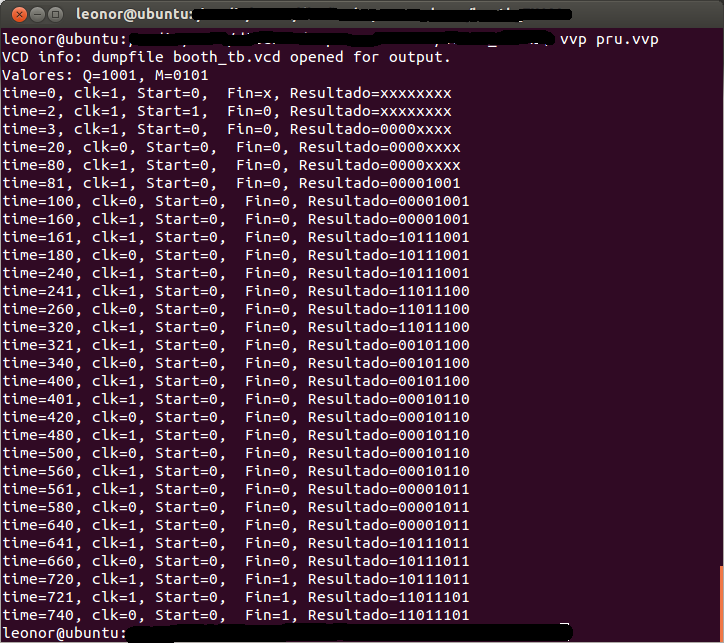 leonor@ubuntu:
leonor@ubuntu: vvp pru.vvp
VCD info: dumpfile booth_tb.vcd opened for output.
Valores: Q=1001, M=0101
time=0, clk=1, Start=0,  Fin=x, Resultado=xxxxxxxx
time=2, clk=1, Start=1,  Fin=0, Resultado=xxxxxxxx
time=3, clk=1, Start=0,  Fin=0, Resultado=0000xxxx
time=20, clk=0, Start=0,  Fin=0, Resultado=0000xxxx
time=80, clk=1, Start=0,  Fin=0, Resultado=0000xxxx
time=81, clk=1, Start=0,  Fin=0, Resultado=00001001
time=100, clk=0, Start=0,  Fin=0, Resultado=00001001
time=160, clk=1, Start=0,  Fin=0, Resultado=00001001
time=161, clk=1, Start=0,  Fin=0, Resultado=10111001
time=180, clk=0, Start=0,  Fin=0, Resultado=10111001
time=240, clk=1, Start=0,  Fin=0, Resultado=10111001
time=241, clk=1, Start=0,  Fin=0, Resultado=11011100
time=260, clk=0, Start=0,  Fin=0, Resultado=11011100
time=320, clk=1, Start=0,  Fin=0, Resultado=11011100
time=321, clk=1, Start=0,  Fin=0, Resultado=00101100
time=340, clk=0, Start=0,  Fin=0, Resultado=00101100
time=400, clk=1, Start=0,  Fin=0, Resultado=00101100
time=401, clk=1, Start=0,  Fin=0, Resultado=00010110
time=420, clk=0, Start=0,  Fin=0, Resultado=00010110
time=480, clk=1, Start=0,  Fin=0, Resultado=00010110
time=500, clk=0, Start=0,  Fin=0, Resultado=00010110
time=560, clk=1, Start=0,  Fin=0, Resultado=00010110
time=561, clk=1, Start=0,  Fin=0, Resultado=00001011
time=580, clk=0, Start=0,  Fin=0, Resultado=00001011
time=640, clk=1, Start=0,  Fin=0, Resultado=00001011
time=641, clk=1, Start=0,  Fin=0, Resultado=10111011
time=660, clk=0, Start=0,  Fin=0, Resultado=10111011
time=720, clk=1, Start=0,  Fin=1, Resultado=10111011
time=721, clk=1, Start=0,  Fin=1, Resultado=11011101
time=740, clk=0, Start=0,  Fin=1, Resultado=11011101
leonor@ubuntu: